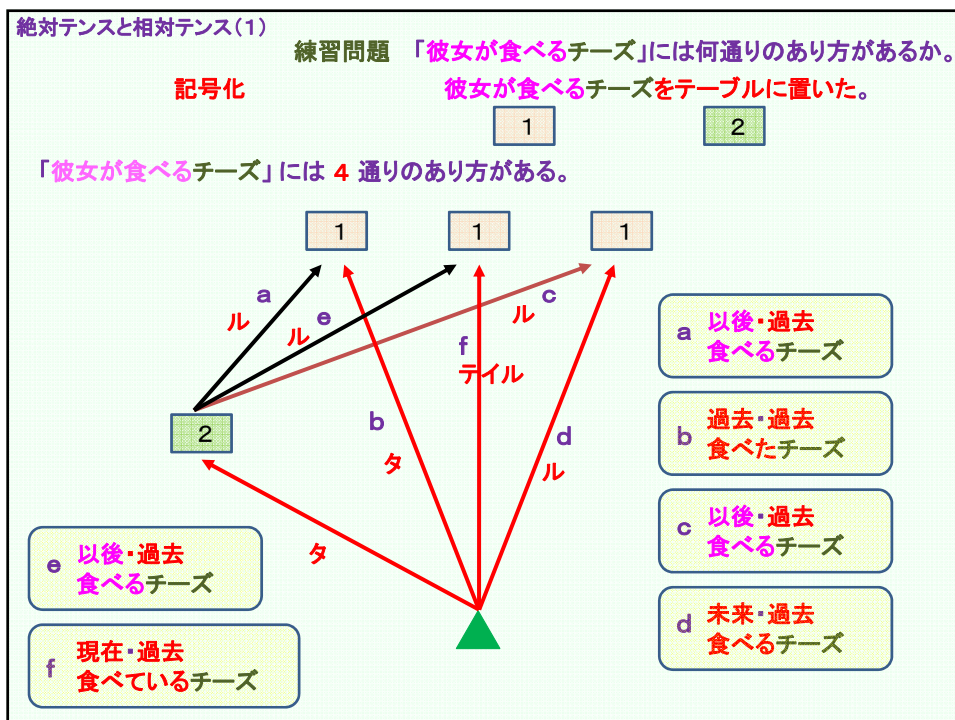 絶対テンスと相対テンス(1)
練習問題 「彼女が食べるチーズ」には何通りのあり方があるか。
記号化 彼女が食べるチーズをテーブルに置いた。
1 2
「彼女が食べるチーズ」には 4 通りのあり方がある。
1 1 1
a
ル
e
ル
c
ル
f
テイル
b
タ
d
ル
2
タ
a 以後・過去
食べるチーズ
b 過去・過去
食べたチーズ
c 以後・過去
食べるチーズ
d 未来・過去
食べるチーズ
e 以後・過去
食べるチーズ
f 現在・過去
食べているチーズ